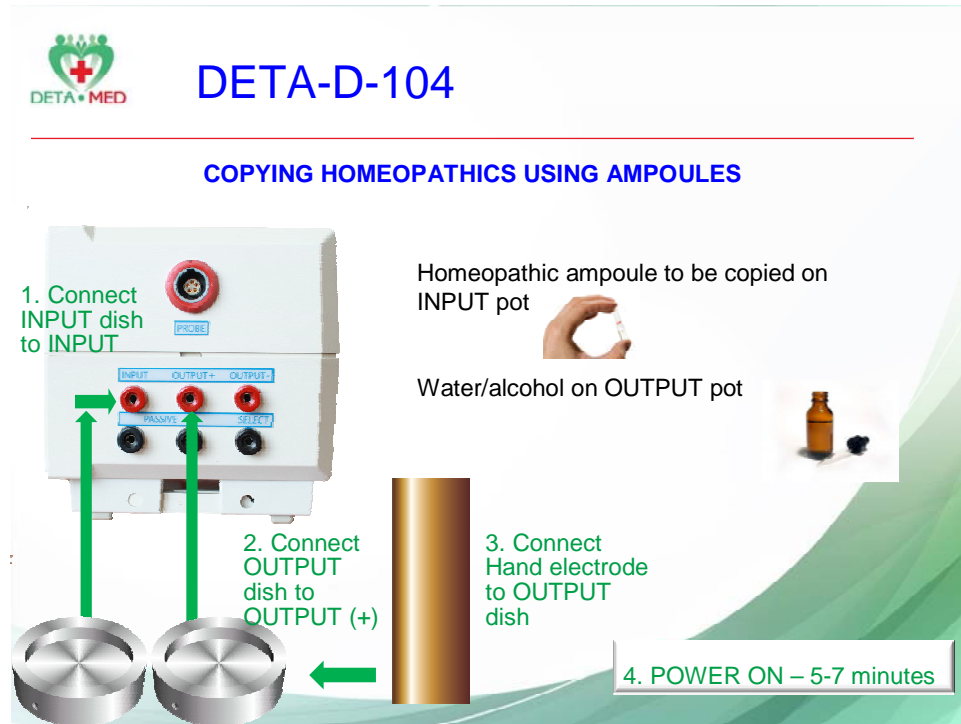 DETA • MED
DETA-D-104
COPYING HOMEOPATHICS USING AMPOULES
1. Connect
INPUT dish
to INPUT
PROBE
INPUT OUTPUT+ OUTPUT-
PASSIVE SELECT
Homeopathic ampoule to be copied on
INPUT pot
Water/alcohol on OUTPUT pot
2. Connect
OUTPUT
dish to
OUTPUT (+)
3. Connect
Hand electrode
to OUTPUT
dish
4. POWER ON – 5-7 minutes